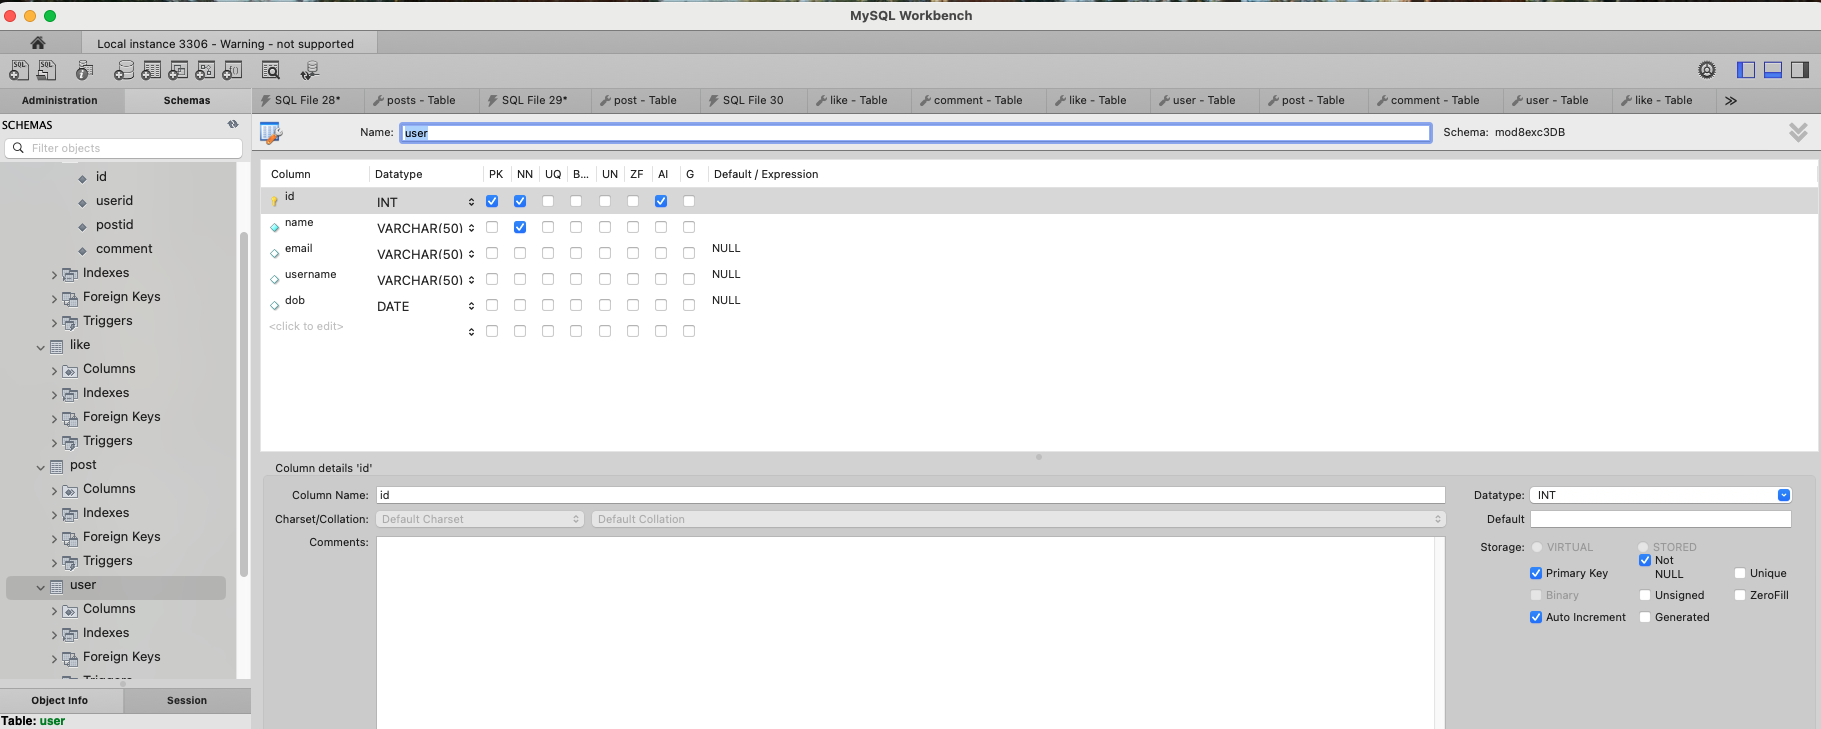 MySQL Workbench
Local instance 3306 - Warning - not supported
SQL SQL
Administration Schemas SQL File 28* posts - Table SQL File 29* post - Table SQL File 30 like - Table comment - Table like - Table user - Table post - Table comment - Table user - Table like - Table
SCHEMAS
Name: user Schema: mod8exc3DB
Filter objects
id
userid
postid
comment
Indexes
Foreign Keys
Triggers
like
Columns
Indexes
Foreign Keys
Triggers
post
Columns
Indexes
Foreign Keys
Triggers
user
Columns
Indexes
Foreign Keys
Triggers
Object Info Session
Table: user
Column Datatype PK NN UQ B... UN ZF AI G Default / Expression
id INT
name VARCHAR(50)
email VARCHAR(50) NULL
username VARCHAR(50) NULL
dob DATE NULL
<click to edit>
Column details 'id'
Column Name: id Datatype: INT
Charset/Collation: Default Charset Default Collation Default
Comments: Storage: VIRTUAL STORED
Primary Key Not NULL Unique
Binary Unsigned ZeroFill
Auto Increment Generated